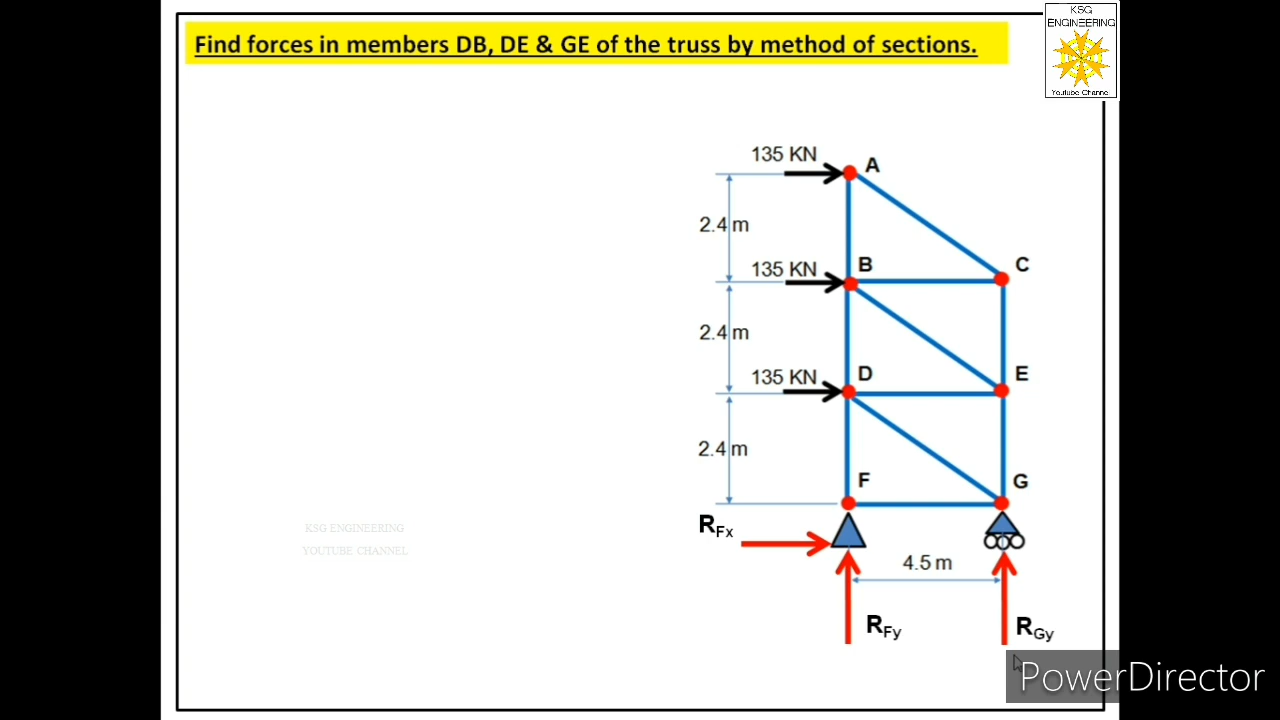 KSG
ENGINEERING
Youtube Channel
Find forces in members DB, DE & GE of the truss by method of sections.
135 KN
A
2.4 m
135 KN
B
C
2.4 m
135 KN
D
E
2.4 m
F
G
RFx
KSG ENGINEERING
YOUTUBE CHANNEL
4.5 m
RFy
RGy
PowerDirector